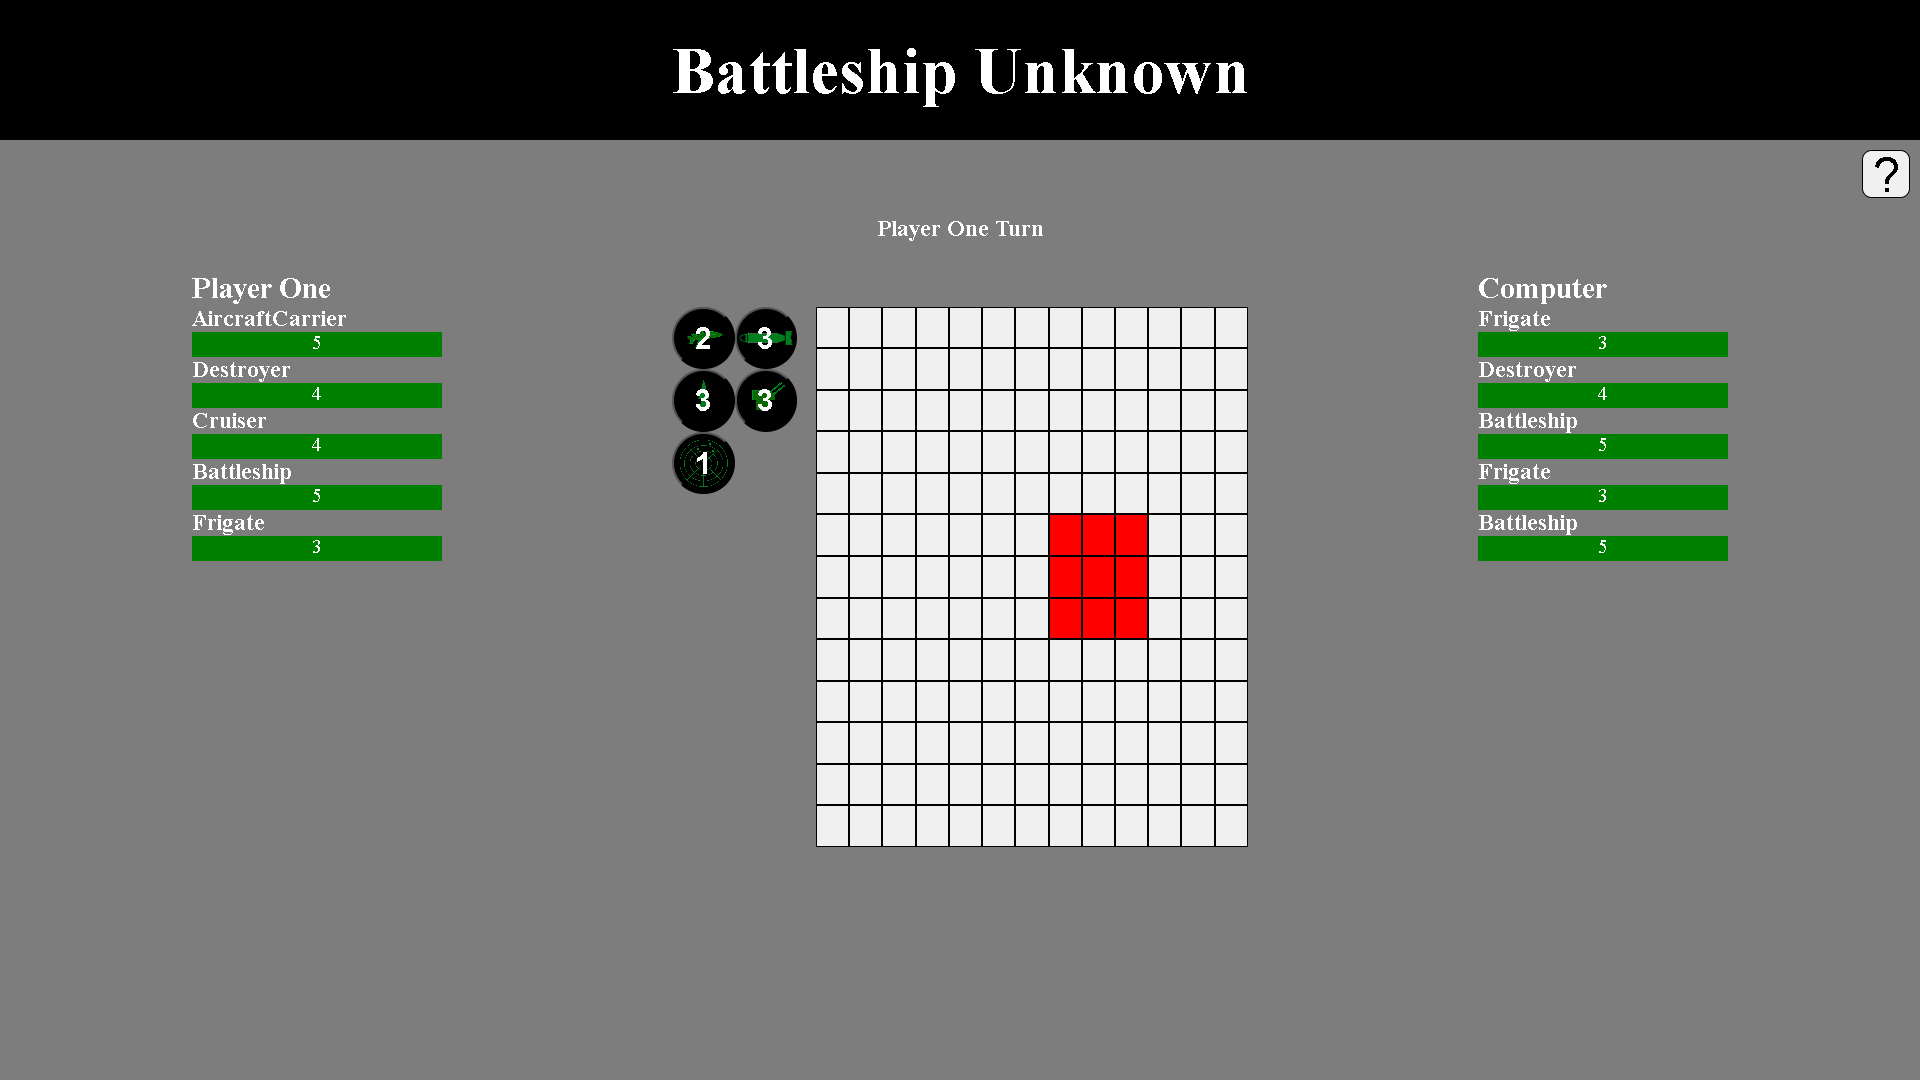 Battleship Unknown
?
Player One Turn
Player One
AircraftCarrier
5
Destroyer
4
Cruiser
4
Battleship
5
Frigate
3
2 3
3 3
1
Computer
Frigate
3
Destroyer
4
Battleship
5
Frigate
3
Battleship
5